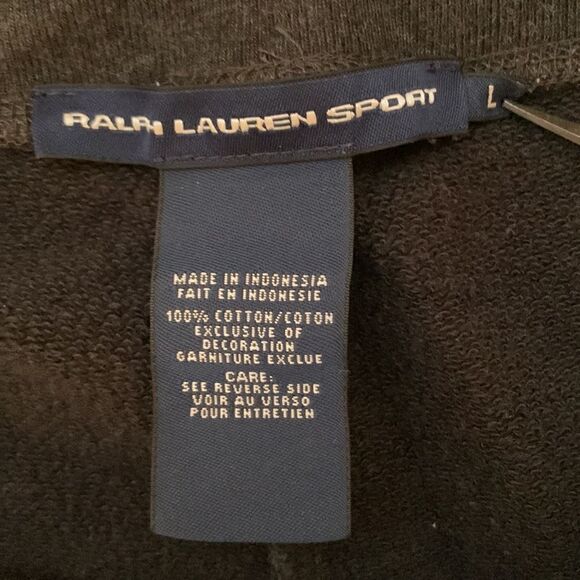 RALPH LAUREN SPORT
L
MADE IN INDONESIA
FAIT EN INDONESIE
100% COTTON/COTON
EXCLUSIVE OF
DECORATION
GARNITURE EXCLUE
CARE:
SEE REVERSE SIDE
VOIR AU VERSO
POUR ENTRETIEN